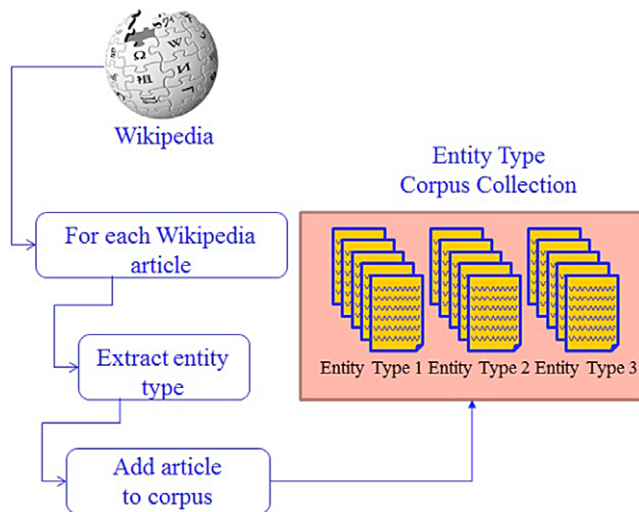 Wikipedia
Entity Type
Corpus Collection
For each Wikipedia
article
Extract entity
type
Add article
to corpus
Entity Type 1 Entity Type 2 Entity Type 3